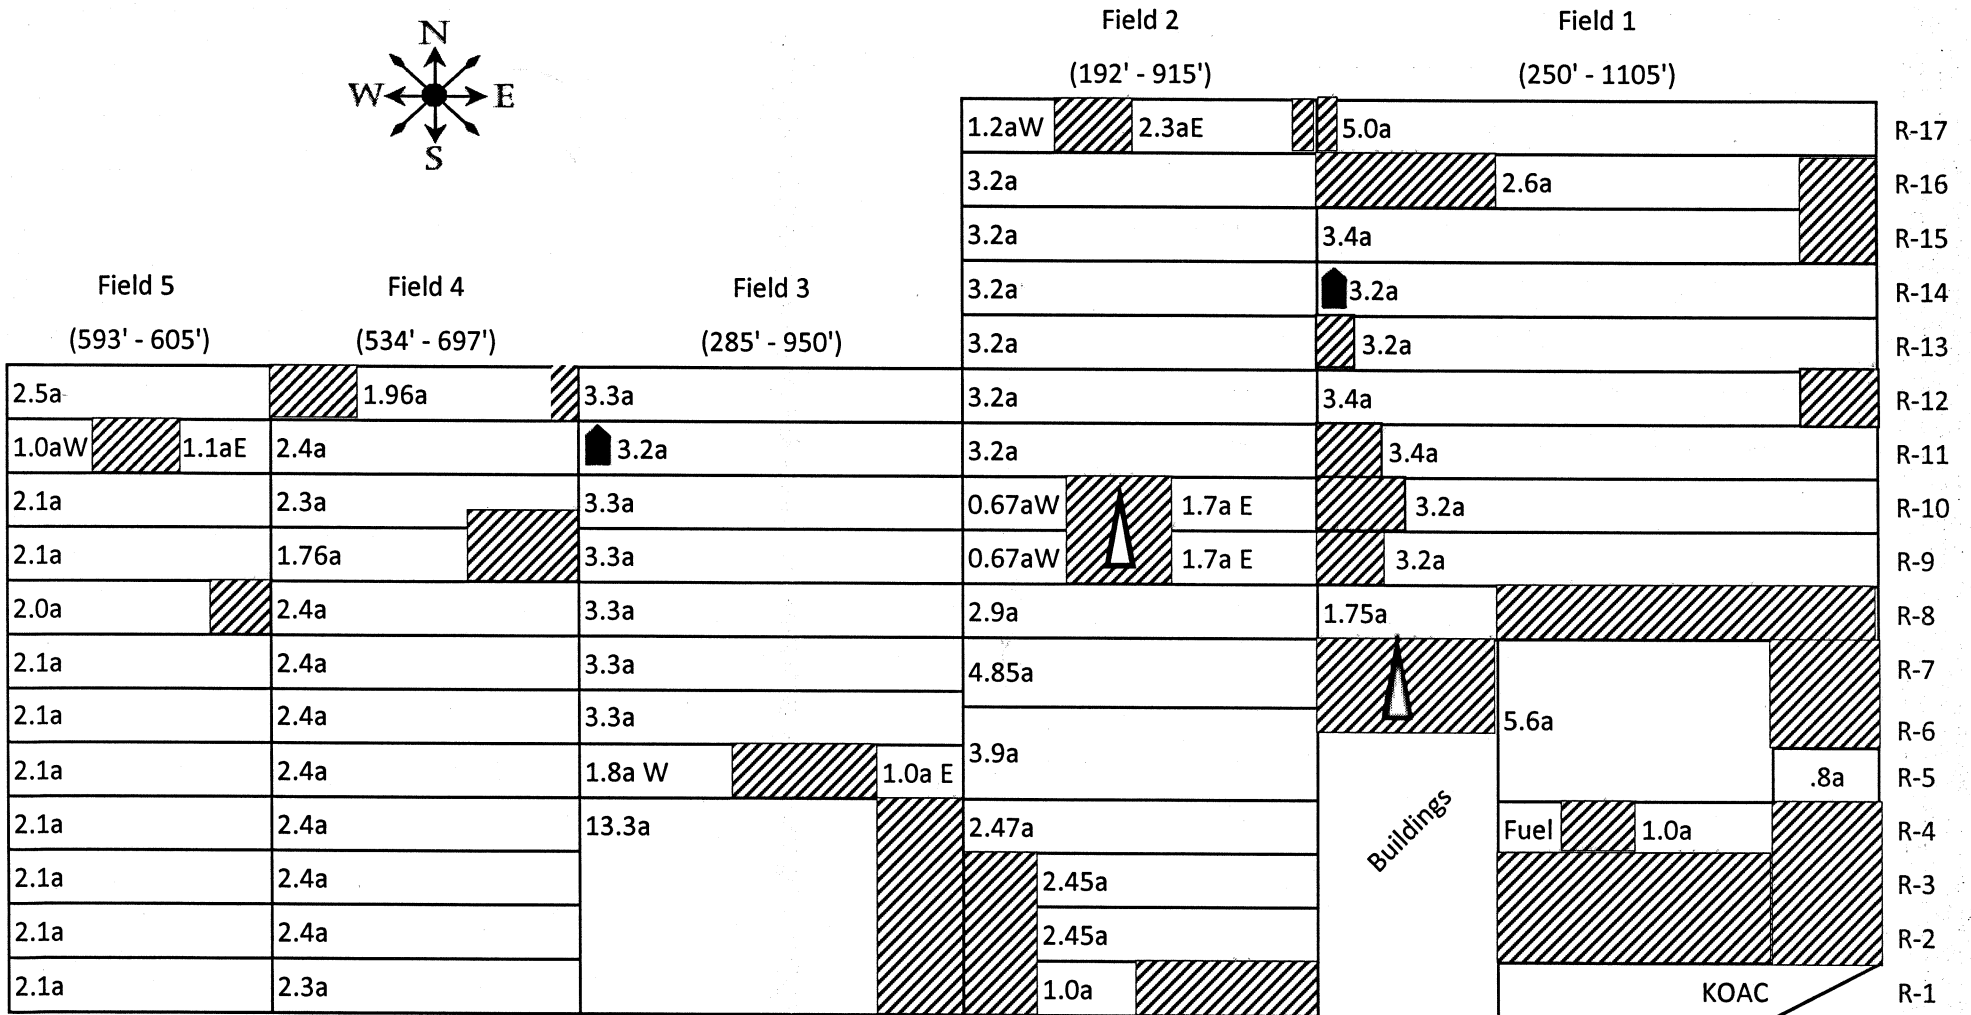 Field 2 Field 1
N
(192' - 915') (250' - 1105')
W E
1.2aW 2.3aE 5.0a R-17
S
3.2a 2.6a R-16
3.2a 3.4a R-15
Field 5 Field 4 Field 3 3.2a 3.2a R-14
(593' - 605') (534' - 697') (285' - 950') 3.2a 3.2a R-13
2.5a 1.96a 3.3a 3.2a 3.4a R-12
1.0aW 1.1aE 2.4a 3.2a 3.2a 3.4a R-11
2.1a 2.3a 3.3a 0.67aW 1.7a E 3.2a R-10
2.1a 1.76a 3.3a 0.67aW 1.7a E 3.2a R-9
2.0a 2.4a 3.3a 2.9a 1.75a R-8
2.1a 2.4a 3.3a 4.85a R-7
2.1a 2.4a 3.3a 5.6a R-6
2.1a 2.4a 1.8a W 1.0a E 3.9a .8a R-5
2.1a 2.4a 13.3a 2.47a Buildings Fuel 1.0a R-4
2.1a 2.4a 2.45a R-3
2.1a 2.4a 2.45a R-2
2.1a 2.3a 1.0a KOAC R-1